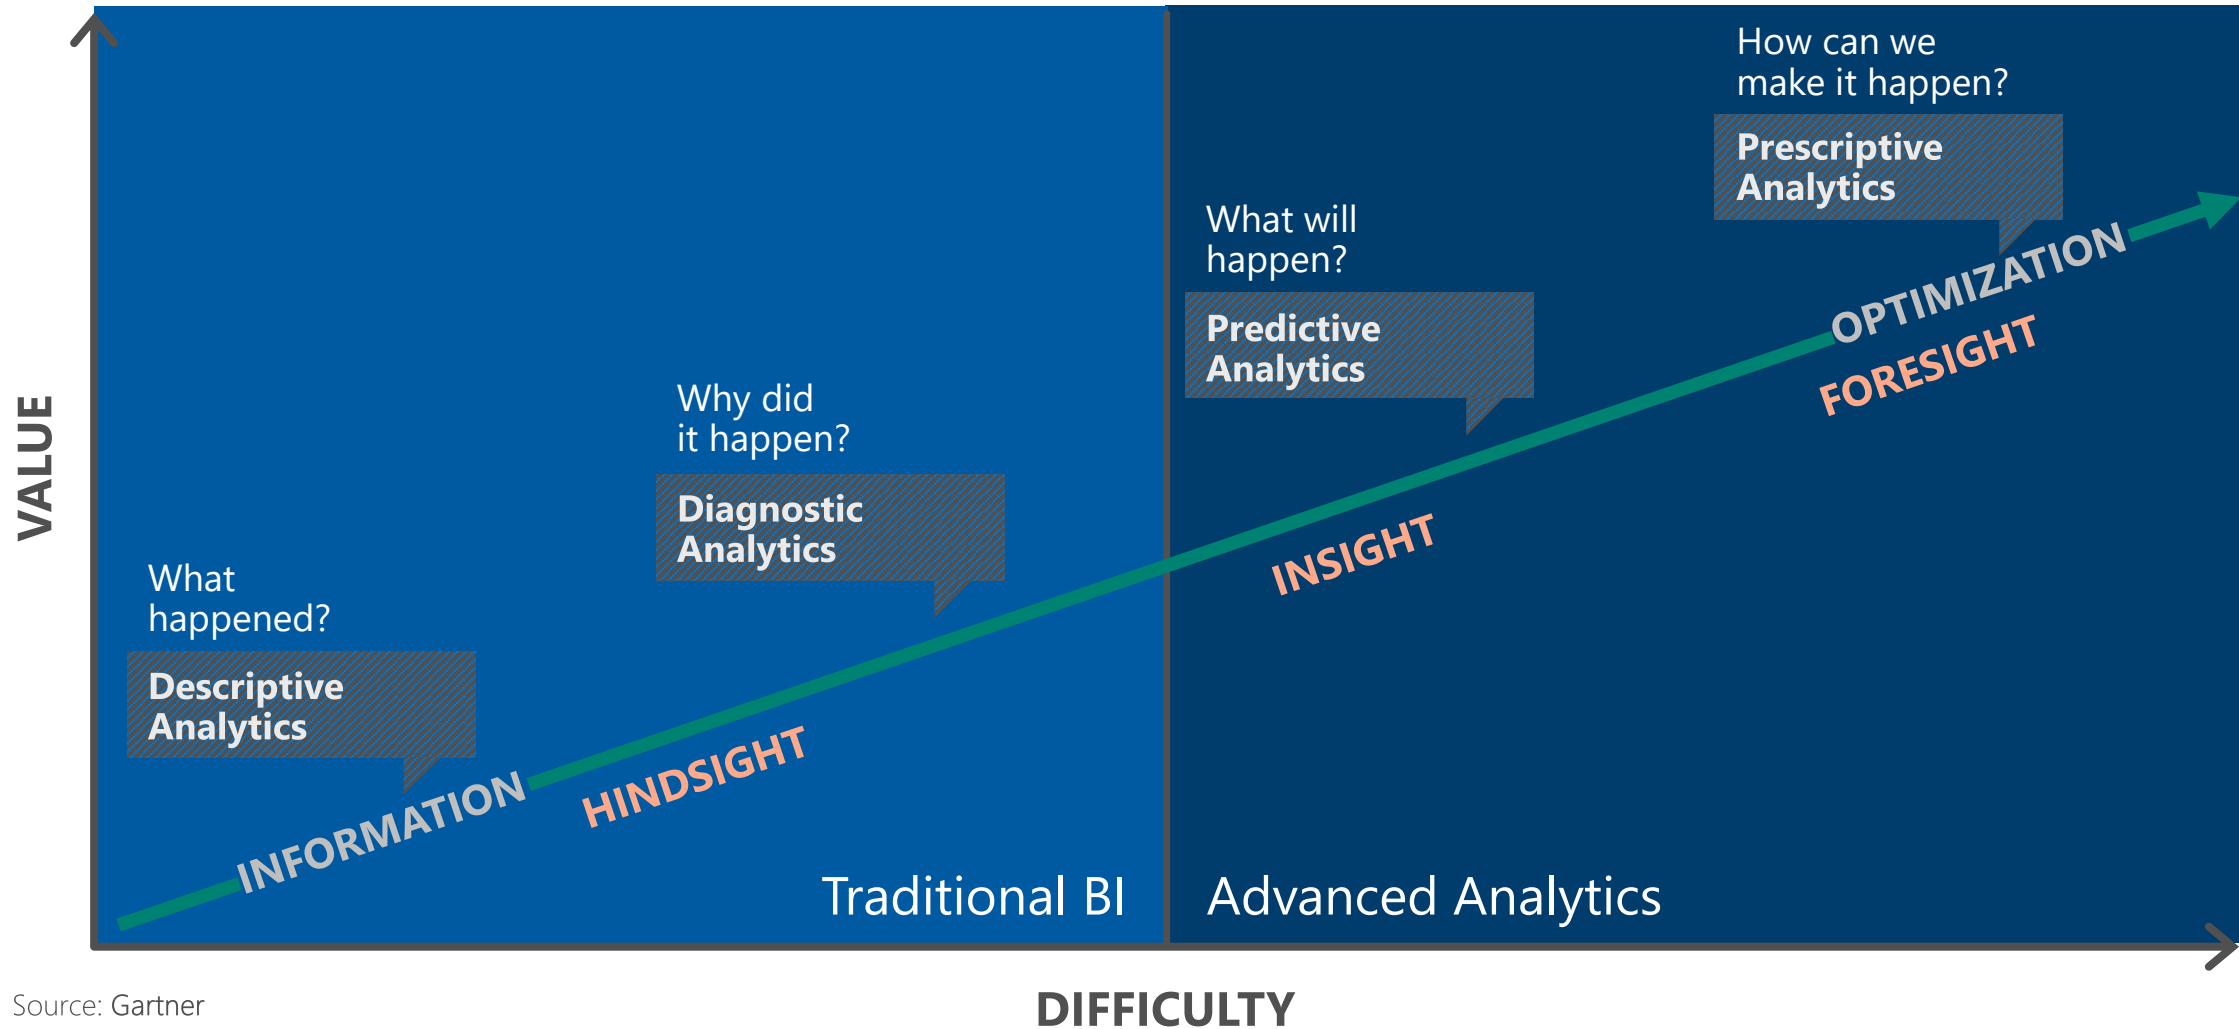 How can we
make it happen?
Prescriptive
Analytics
What will
happen?
Predictive
Analytics
OPTIMIZATION
FORESIGHT
Why did
it happen?
Diagnostic
Analytics
INSIGHT
VALUE
What
happened?
Descriptive
Analytics
INFORMATION
HINDSIGHT
Traditional BI
Advanced Analytics
Source: Gartner
DIFFICULTY